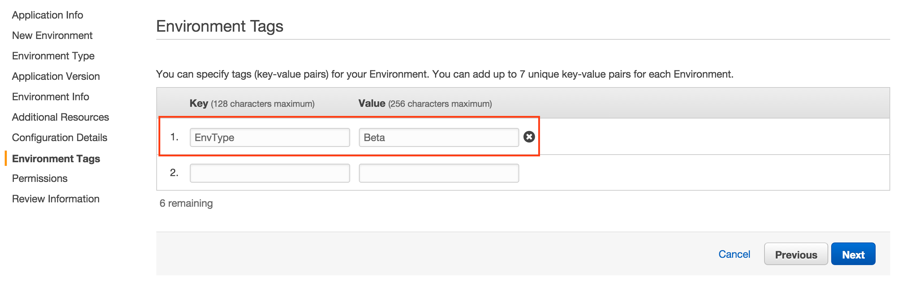 Application Info
New Environment
Environment Type
Application Version
Environment Info
Additional Resources
Configuration Details
Environment Tags
Permissions
Review Information
Environment Tags
You can specify tags (key-value pairs) for your Environment. You can add up to 7 unique key-value pairs for each Environment.
Key (128 characters maximum) Value (256 characters maximum)
1. EnvType Beta
2.
6 remaining
Cancel Previous Next